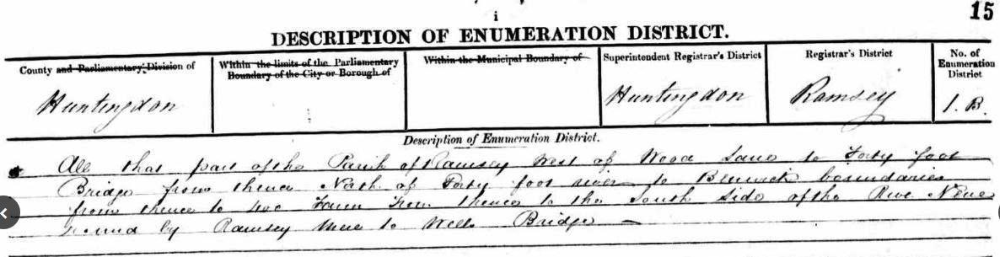 15
i
DESCRIPTION OF ENUMERATION DISTRICT.
County and Parliamentary Division of
Within the limits of the Parliamentary Boundary of the City or Borough of
Within the Municipal Boundary of
Superintendent Registrar's District
Registrar's District
No. of Enumeration District
Huntingdon
Huntingdon
Ramsey
1. B.
Description of Enumeration District.
All that part of the Parish of Ramsey West of Wood Lane to Forty foot
Bridge from thence North of Forty foot river to Benwick boundaries
from thence to Farm from thence to the South Side of the River Nene
round by Ramsey Mere to Wells Bridge